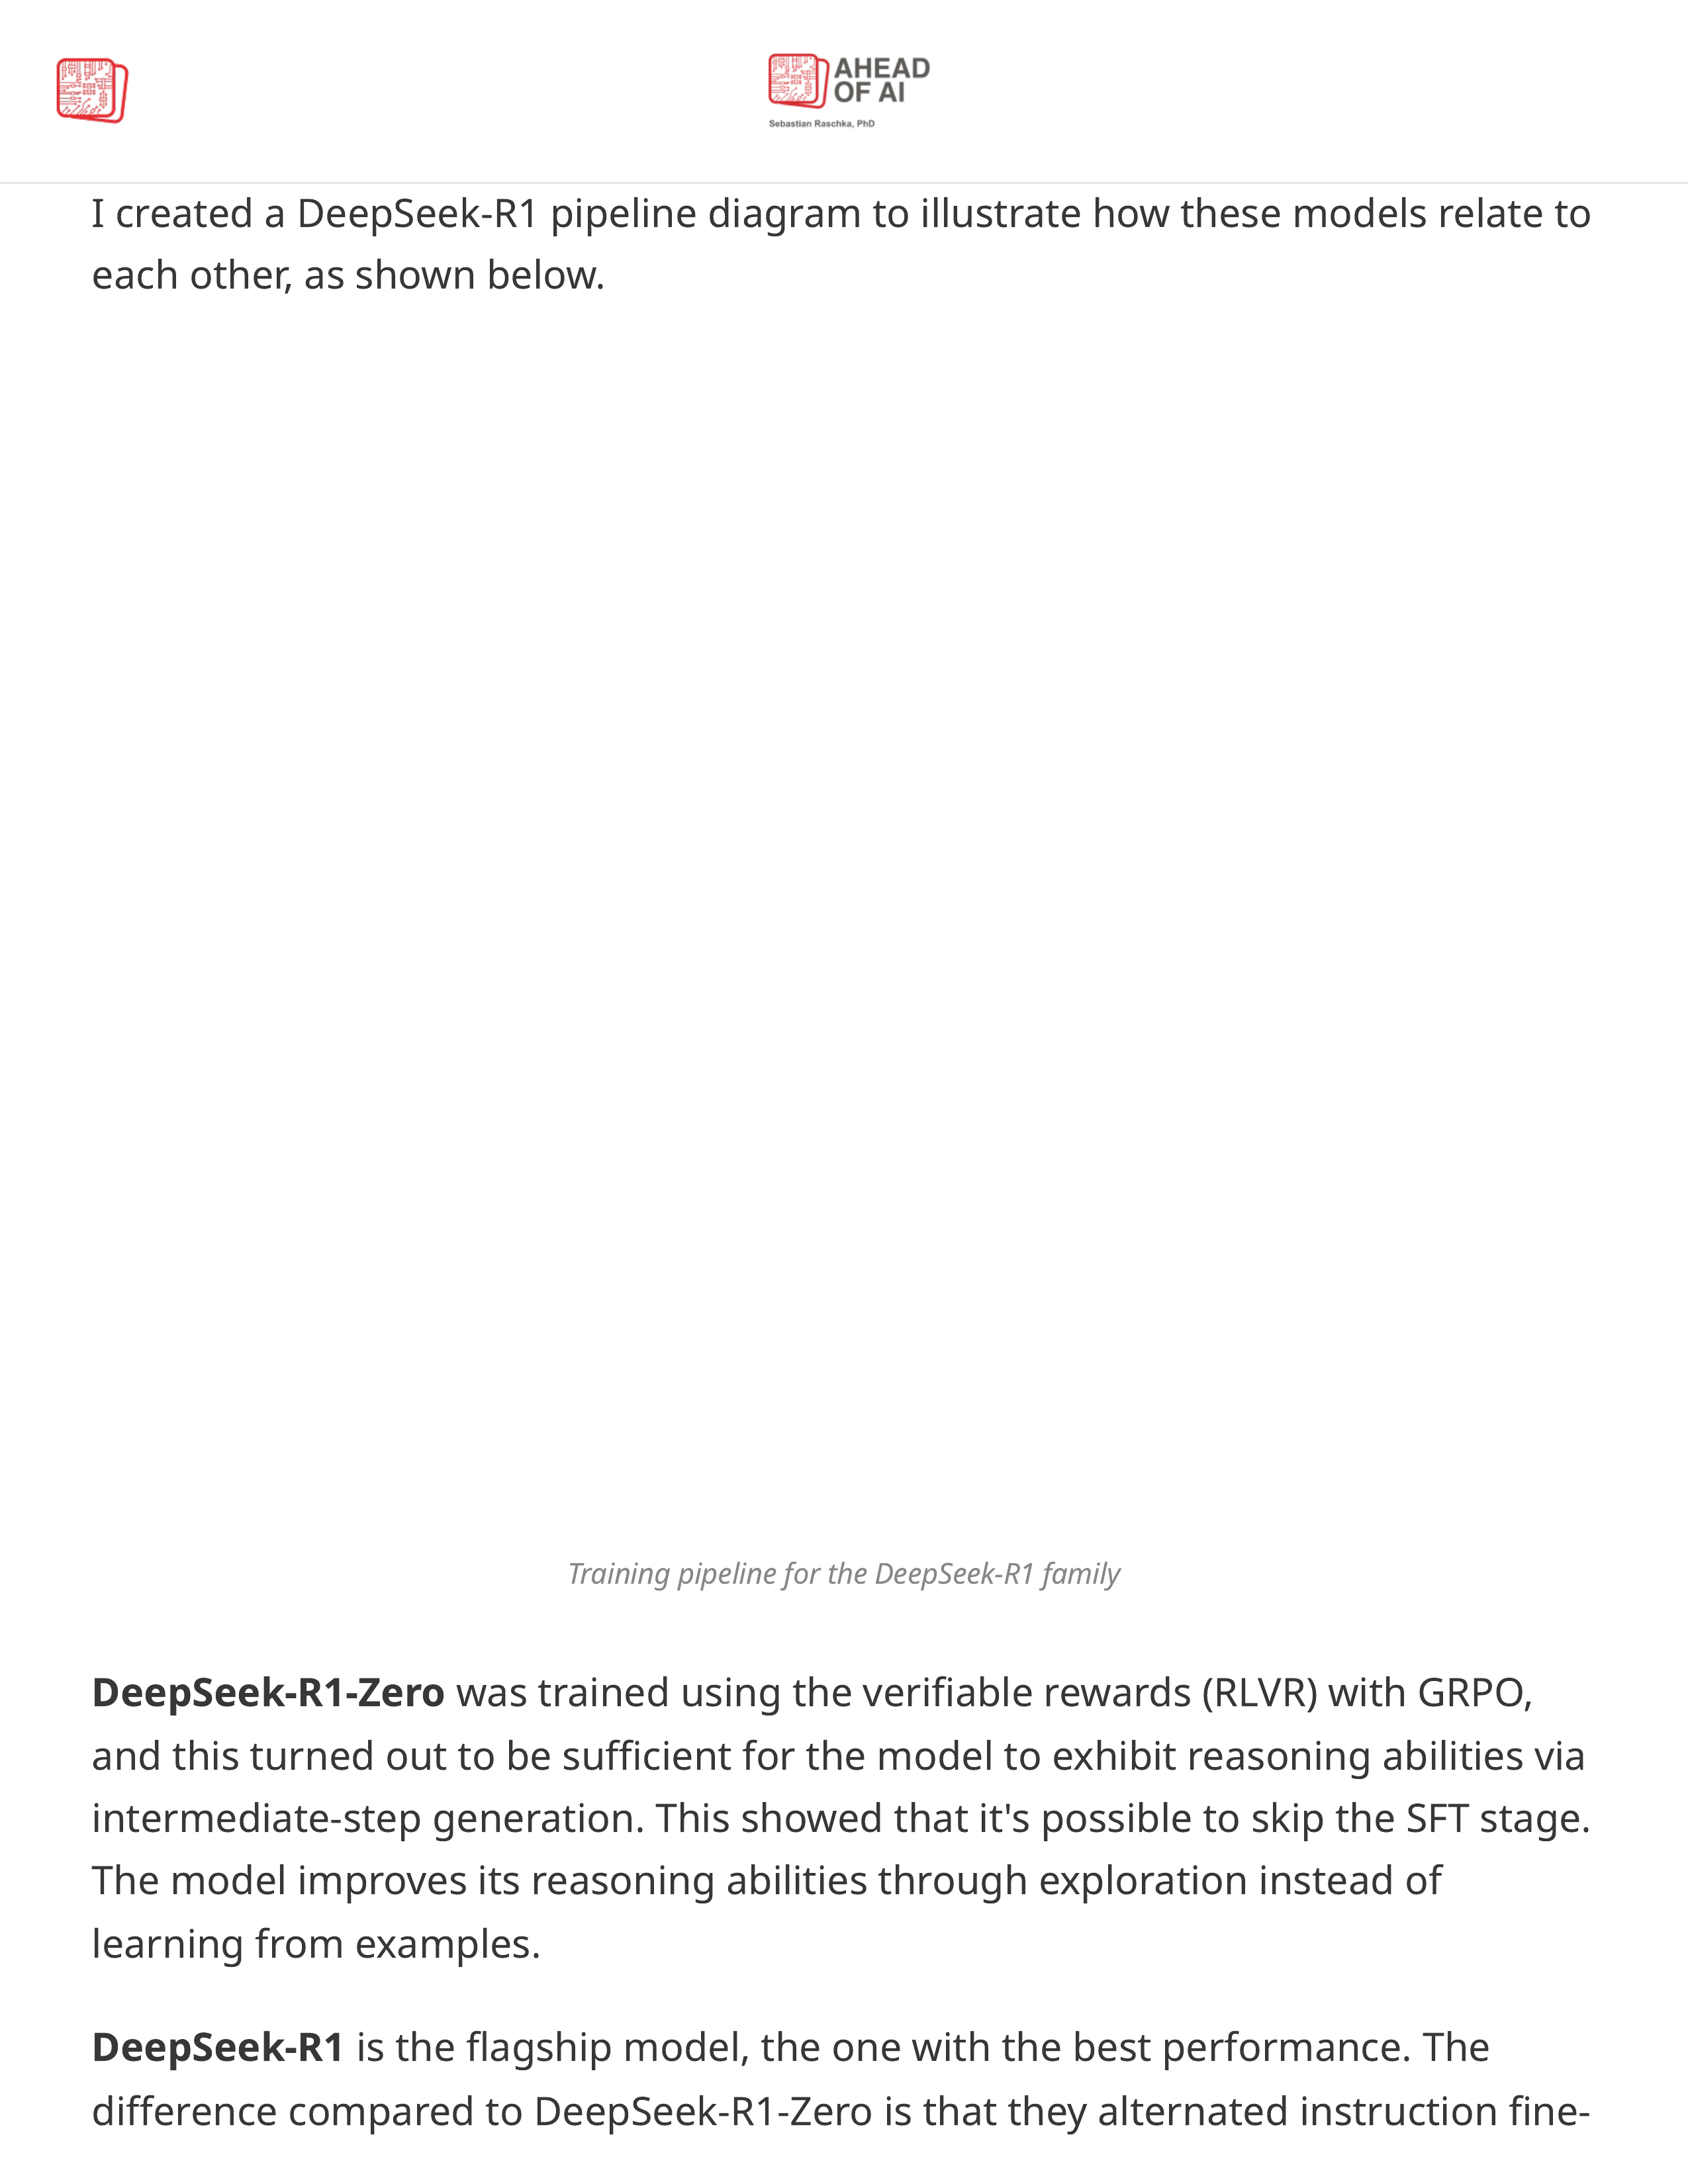 AHEAD
OF AI
Sebastian Raschka, PhD
I created a DeepSeek-R1 pipeline diagram to illustrate how these models relate to
each other, as shown below.
Training pipeline for the DeepSeek-R1 family
DeepSeek-R1-Zero was trained using the verifiable rewards (RLVR) with GRPO,
and this turned out to be sufficient for the model to exhibit reasoning abilities via
intermediate-step generation. This showed that it's possible to skip the SFT stage.
The model improves its reasoning abilities through exploration instead of
learning from examples.
DeepSeek-R1 is the flagship model, the one with the best performance. The
difference compared to DeepSeek-R1-Zero is that they alternated instruction fine-